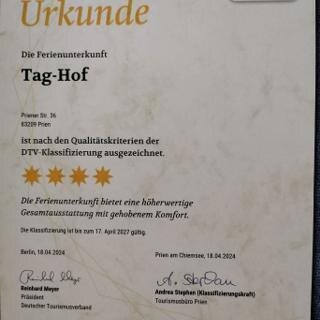 Urkunde
Die Ferienunterkunft
Tag-Hof
Priener Str. 36
83209 Prien
ist nach den Qualitätskriterien der
DTV-Klassifizierung ausgezeichnet.
Die Ferienunterkunft bietet eine höherwertige
Gesamtausstattung mit gehobenem Komfort.
Die Klassifizierung ist bis zum 17. April 2027 gültig.
Berlin, 18.04.2024
Prien am Chiemsee, 18.04.2024
Reinhard Meyer
Präsident
Deutscher Tourismusverband
Andrea Stephan (Klassifizierungskraft)
Tourismusbüro Prien